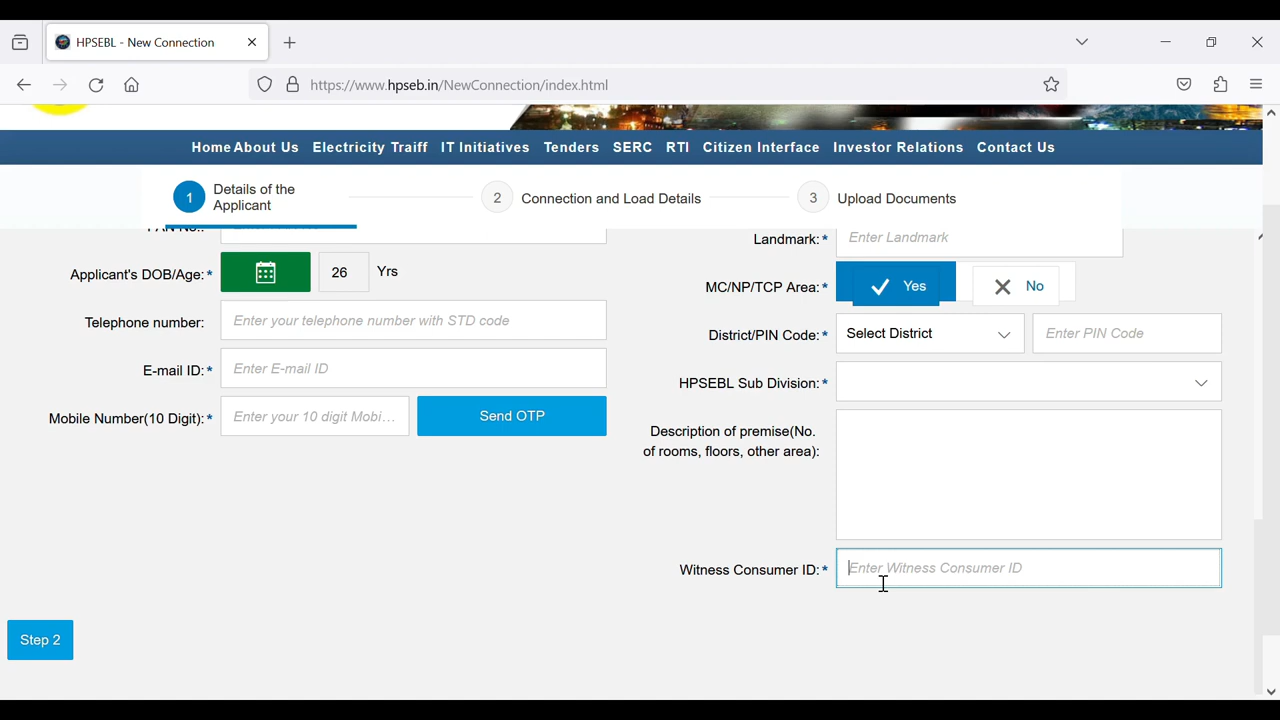 HPSEBL - New Connection
https://www.hpseb.in/NewConnection/index.html
Home About Us Electricity Traiff IT Initiatives Tenders SERC RTI Citizen Interface Investor Relations Contact Us
1 Details of the
Applicant
2 Connection and Load Details
3 Upload Documents
Applicant's DOB/Age:* 26 Yrs
Telephone number: Enter your telephone number with STD code
E-mail ID:* Enter E-mail ID
Mobile Number(10 Digit):* Enter your 10 digit Mobi... Send OTP
Landmark:* Enter Landmark
MC/NP/TCP Area:* Yes No
District/PIN Code:* Select District Enter PIN Code
HPSEBL Sub Division:*
Description of premise(No.
of rooms, floors, other area):
Witness Consumer ID:* Enter Witness Consumer ID
Step 2